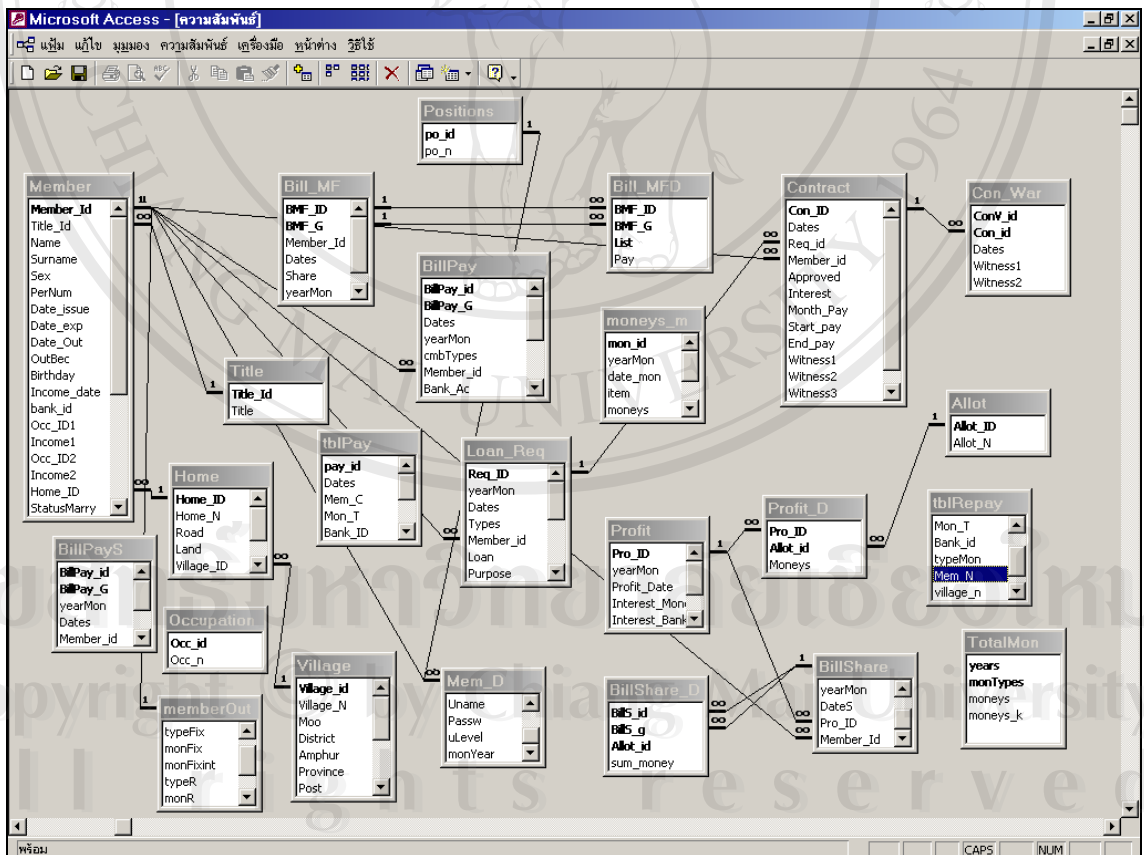 Microsoft Access - [ความสัมพันธ์]
แฟ้ม แก้ไข มุมมอง ความสัมพันธ์ เครื่องมือ หน้าต่าง วิธีใช้
Positions
po_id
po_n
Member
Member_Id
Title_Id
Name
Surname
Sex
PerNum
Date_issue
Date_exp
Date_Out
OutBec
Birthday
Income_date
bank_id
Occ_ID1
Income1
Occ_ID2
Income2
Home_ID
StatusMarry
Bill_MF
BMF_ID
BMF_G
Member_Id
Dates
Share
yearMon
Bill_MFD
BMF_ID
BMF_G
List
Pay
Contract
Con_ID
Dates
Req_id
Member_id
Approved
Interest
Month_Pay
Start_pay
End_pay
Witness1
Witness2
Witness3
Con_War
ConV_id
Con_id
Dates
Witness1
Witness2
BillPay
BillPay_id
BillPay_G
Dates
yearMon
cmbTypes
Member_id
Bank_Ac
moneys_m
mon_id
yearMon
date_mon
item
moneys
Title
Title_Id
Title
Allot
Allot_ID
Allot_N
tblPay
pay_id
Dates
Mem_C
Mon_T
Bank_ID
Loan_Req
Req_ID
yearMon
Dates
Types
Member_id
Loan
Purpose
Home
Home_ID
Home_N
Road
Land
Village_ID
Profit
Pro_ID
yearMon
Profit_Date
Interest_Mon
Interest_Bank
Profit_D
Pro_ID
Allot_id
Moneys
tblRepay
Mon_T
Bank_id
typeMon
Mem_N
village_n
BillPayS
BillPay_id
BillPay_G
yearMon
Dates
Member_id
Occupation
Occ_id
Occ_n
Village
Village_id
Village_N
Moo
District
Amphur
Province
Post
Mem_D
Uname
Passw
uLevel
monYear
BillShare_D
BillS_id
BillS_g
Allot_id
sum_money
BillShare
yearMon
DateS
Pro_ID
Member_Id
TotalMon
years
monTypes
moneys
moneys_k
memberOut
typeFix
monFix
monFixint
typeR
monR
พร้อม
CAPS NUM
CHIANG MAI UNIVERSITY 1964